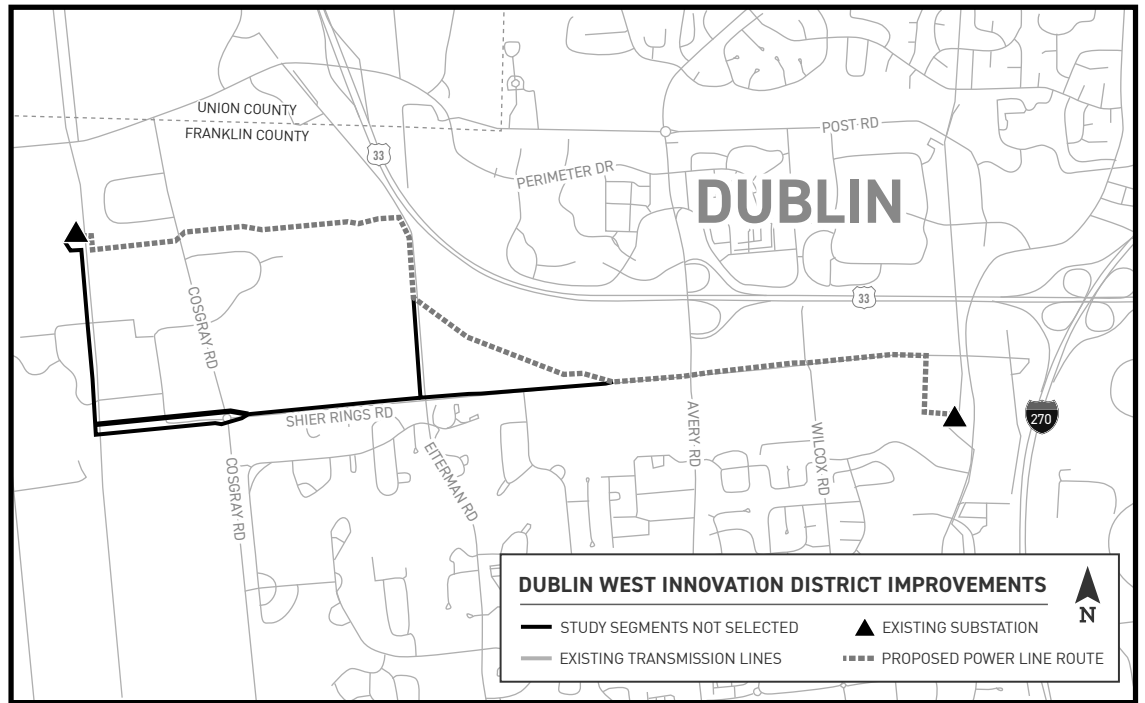 UNION COUNTY
FRANKLIN COUNTY
33
POST RD
PERIMETER DR
DUBLIN
33
COSGRAY RD
SHIER RINGS RD
EITERMAN RD
COSGRAY RD
AVERY RD
WILCOX RD
270
DUBLIN WEST INNOVATION DISTRICT IMPROVEMENTS
N
STUDY SEGMENTS NOT SELECTED
EXISTING SUBSTATION
EXISTING TRANSMISSION LINES
PROPOSED POWER LINE ROUTE